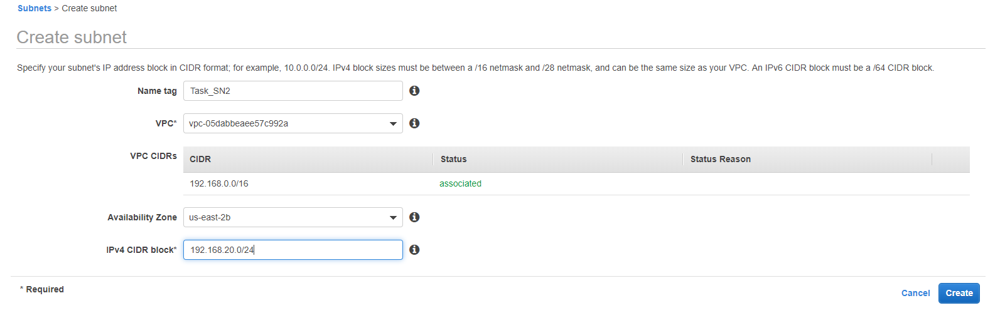 Subnets > Create subnet
Create subnet
Specify your subnet's IP address block in CIDR format; for example, 10.0.0.0/24. IPv4 block sizes must be between a /16 netmask and /28 netmask, and can be the same size as your VPC. An IPv6 CIDR block must be a /64 CIDR block.
Name tag Task_SN2
VPC* vpc-05dabbeaee57c992a
VPC CIDRs CIDR Status Status Reason
192.168.0.0/16 associated
Availability Zone us-east-2b
IPv4 CIDR block* 192.168.20.0/24
* Required
Cancel Create